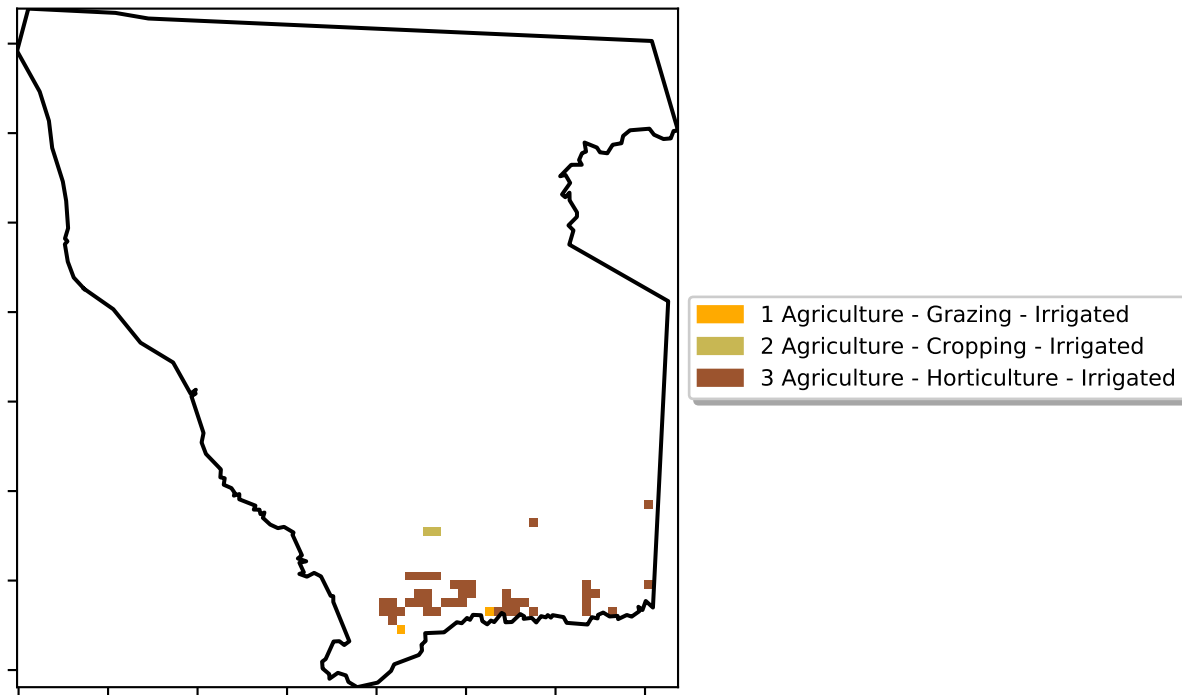 1 Agriculture - Grazing - Irrigated
2 Agriculture - Cropping - Irrigated
3 Agriculture - Horticulture - Irrigated